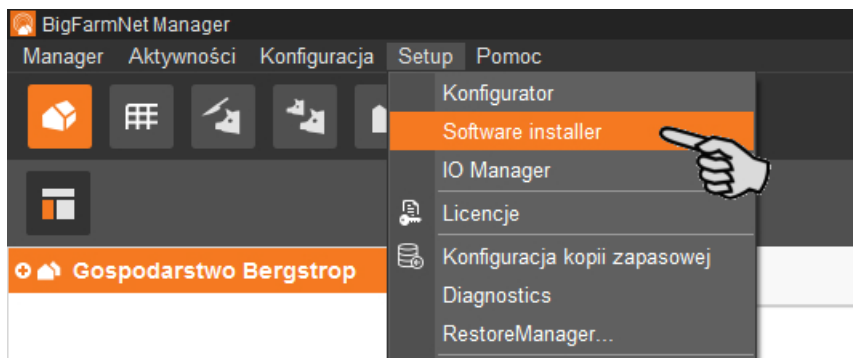 BigFarmNet Manager
Manager Aktywności Konfiguracja Setup Pomoc
Konfigurator
Software installer
IO Manager
Licencje
Gospodarstwo Bergstrop
Konfiguracja kopii zapasowej
Diagnostics
RestoreManager...